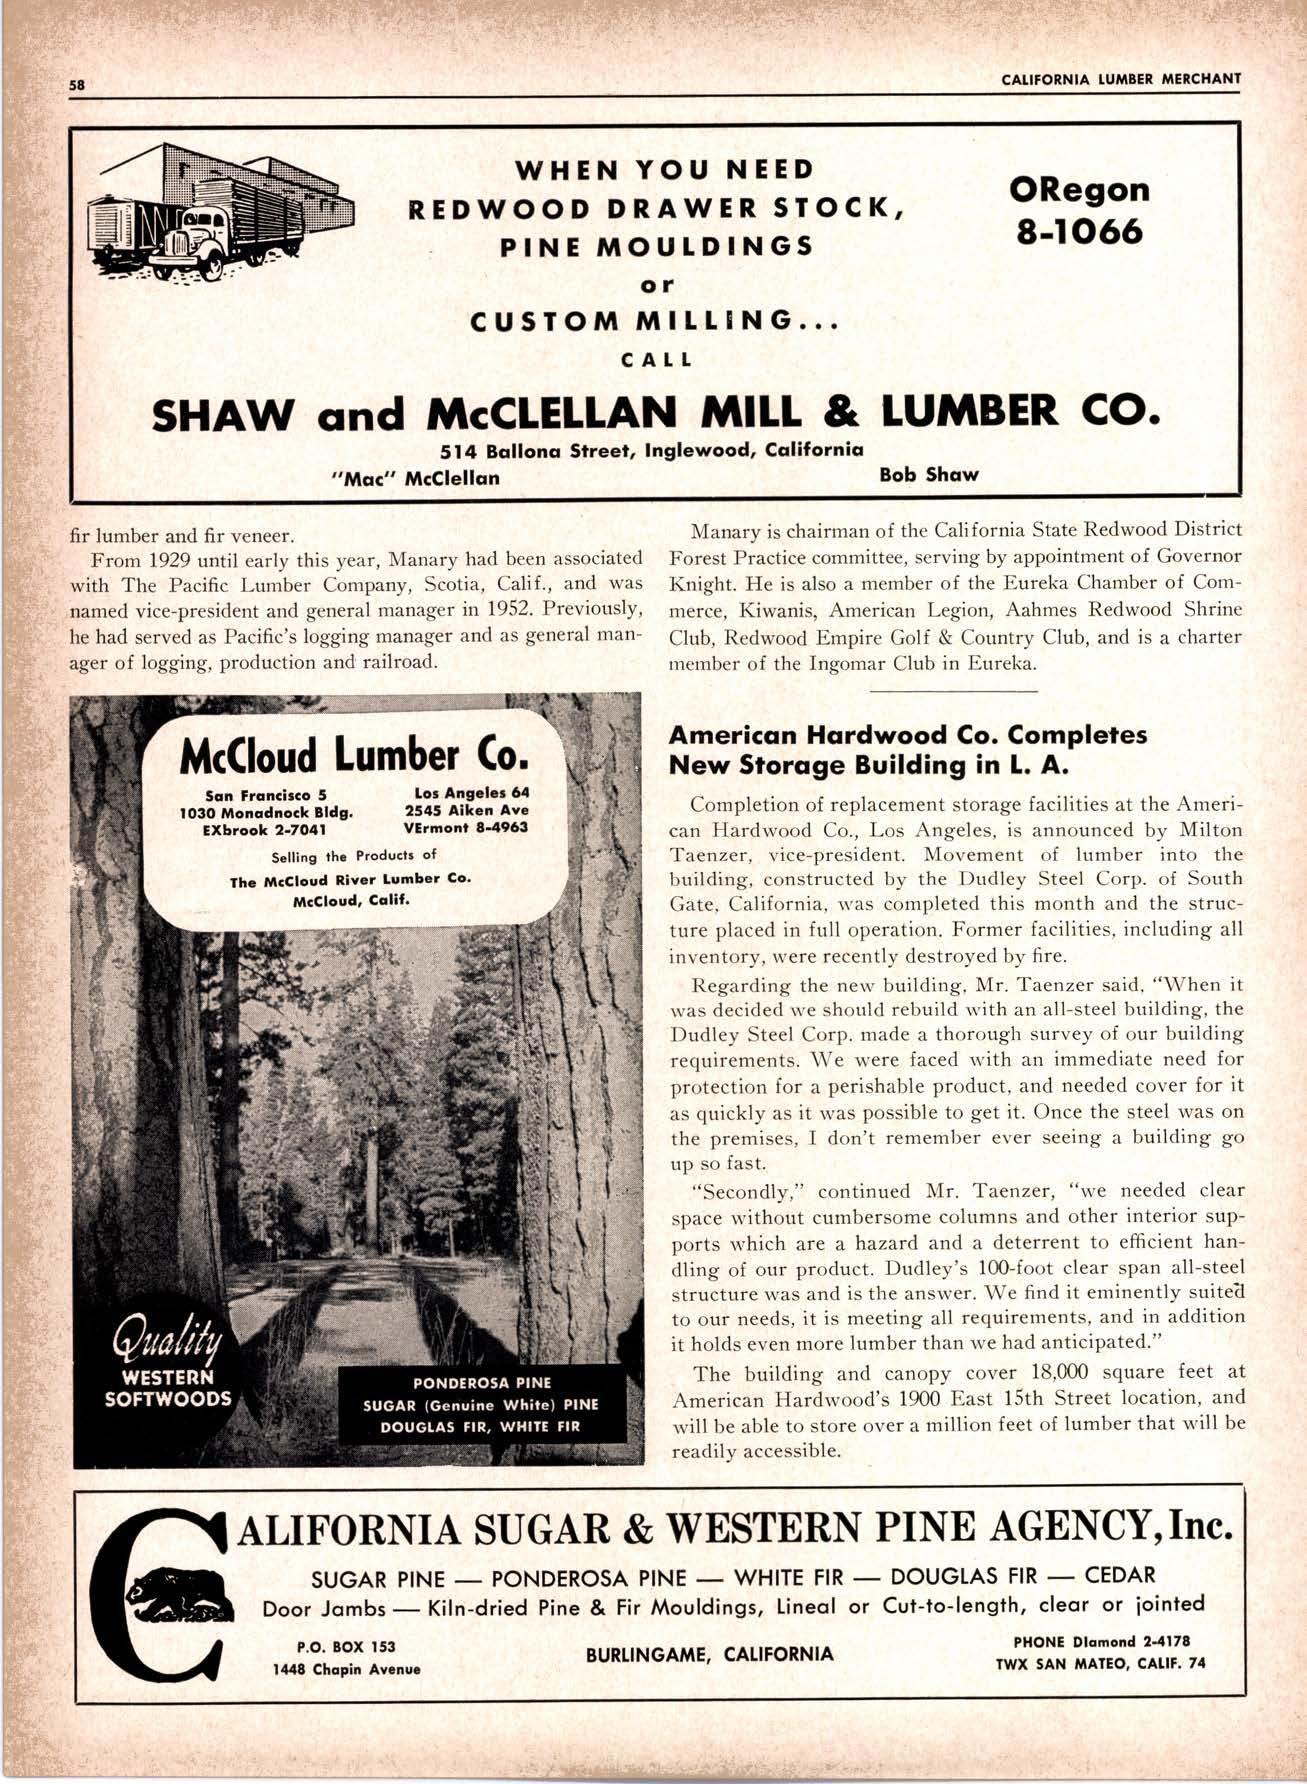 58
CALIFORNIA LUMBER MERCHANT
WHEN YOU NEED
REDWOOD DRAWER STOCK,
PINE MOULDINGS
or
CUSTOM MILLING...
CALL
ORegon
8-1066
SHAW and McCLELLAN MILL & LUMBER CO.
514 Ballona Street, Inglewood, California
"Mac" McClellan
Bob Shaw
fir lumber and fir veneer.
From 1929 until early this year, Manary had been associated
with The Pacific Lumber Company, Scotia, Calif., and was
named vice-president and general manager in 1952. Previously,
he had served as Pacific's logging manager and as general man-
ager of logging, production and railroad.
McCloud Lumber Co.
San Francisco 5
1030 Monadnock Bldg.
EXbrook 2-7041
Los Angeles 64
2545 Aiken Ave
VErmont 8-4963
Selling the Products of
The McCloud River Lumber Co.
McCloud, Calif.
Quality
WESTERN
SOFTWOODS
PONDEROSA PINE
SUGAR (Genuine White) PINE
DOUGLAS FIR, WHITE FIR
Manary is chairman of the California State Redwood District
Forest Practice committee, serving by appointment of Governor
Knight. He is also a member of the Eureka Chamber of Com-
merce, Kiwanis, American Legion, Aahmes Redwood Shrine
Club, Redwood Empire Golf & Country Club, and is a charter
member of the Ingomar Club in Eureka.
American Hardwood Co. Completes
New Storage Building in L. A.
Completion of replacement storage facilities at the Ameri-
can Hardwood Co., Los Angeles, is announced by Milton
Taenzer, vice-president. Movement of lumber into the
building, constructed by the Dudley Steel Corp. of South
Gate, California, was completed this month and the struc-
ture placed in full operation. Former facilities, including all
inventory, were recently destroyed by fire.
Regarding the new building, Mr. Taenzer said, "When it
was decided we should rebuild with an all-steel building, the
Dudley Steel Corp. made a thorough survey of our building
requirements. We were faced with an immediate need for
protection for a perishable product, and needed cover for it
as quickly as it was possible to get it. Once the steel was on
the premises, I don't remember ever seeing a building go
up so fast.
"Secondly," continued Mr. Taenzer, "we needed clear
space without cumbersome columns and other interior sup-
ports which are a hazard and a deterrent to efficient han-
dling of our product. Dudley's 100-foot clear span all-steel
structure was and is the answer. We find it eminently suited
to our needs, it is meeting all requirements, and in addition
it holds even more lumber than we had anticipated."
The building and canopy cover 18,000 square feet at
American Hardwood's 1900 East 15th Street location, and
will be able to store over a million feet of lumber that will be
readily accessible.
CALIFORNIA SUGAR & WESTERN PINE AGENCY, Inc.
SUGAR PINE — PONDEROSA PINE — WHITE FIR — DOUGLAS FIR — CEDAR
Door Jambs — Kiln-dried Pine & Fir Mouldings, Lineal or Cut-to-length, clear or jointed
P.O. BOX 153
1448 Chapin Avenue
BURLINGAME, CALIFORNIA
PHONE DIamond 2-4178
TWX SAN MATEO, CALIF. 74